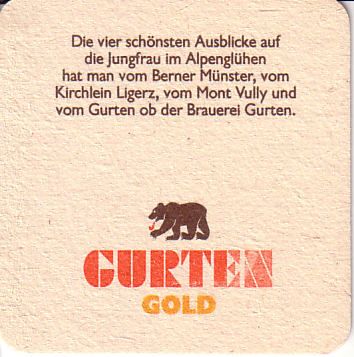 Die vier schönsten Ausblicke auf
die Jungfrau im Alpenglühen
hat man vom Berner Münster, vom
Kirchlein Ligerz, vom Mont Vully und
vom Gurten ob der Brauerei Gurten.
GURTEN
GOLD